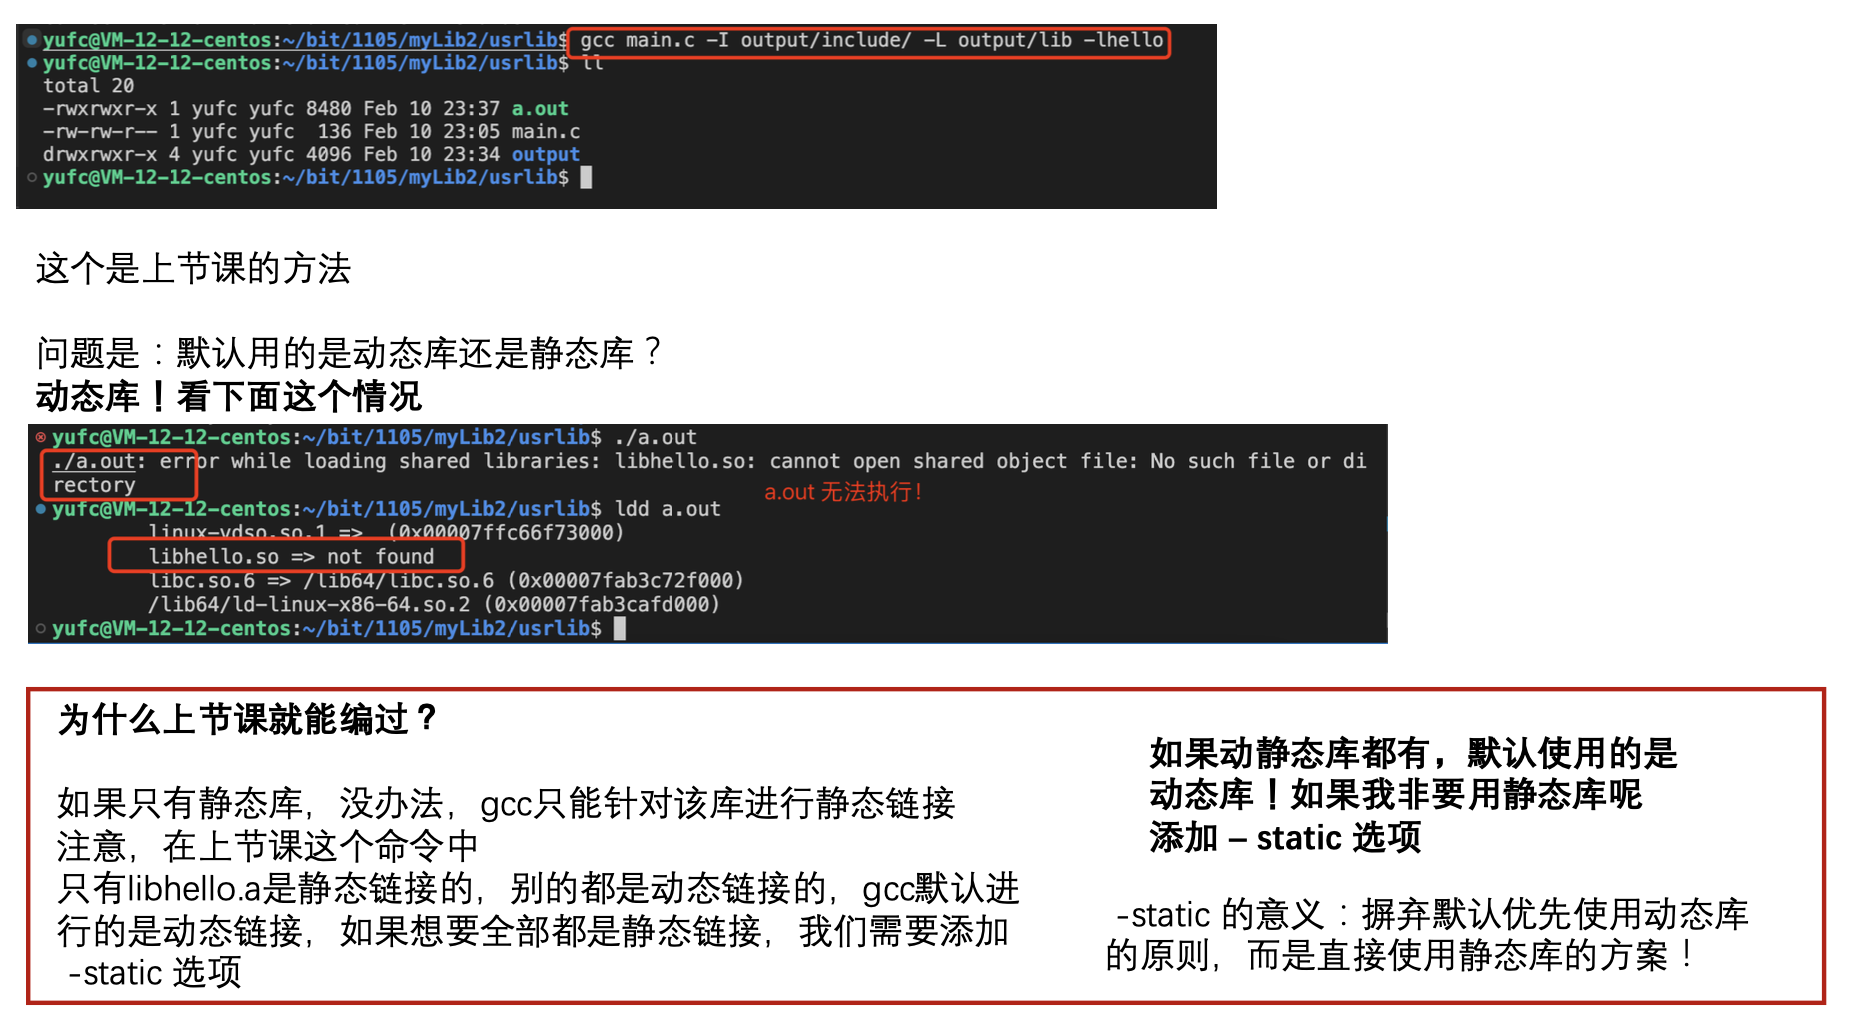 yufc@VM-12-12-centos:~/bit/1105/myLib2/usrlib$ gcc main.c -I output/include/ -L output/lib -lhello
yufc@VM-12-12-centos:~/bit/1105/myLib2/usrlib$ ll
total 20
-rwxrwxr-x 1 yufc yufc 8480 Feb 10 23:37 a.out
-rw-rw-r-- 1 yufc yufc  136 Feb 10 23:05 main.c
drwxrwxr-x 4 yufc yufc 4096 Feb 10 23:34 output
yufc@VM-12-12-centos:~/bit/1105/myLib2/usrlib$
这个是上节课的方法
问题是：默认用的是动态库还是静态库？
动态库！看下面这个情况
yufc@VM-12-12-centos:~/bit/1105/myLib2/usrlib$ ./a.out
./a.out: error while loading shared libraries: libhello.so: cannot open shared object file: No such file or di
rectory
a.out 无法执行！
yufc@VM-12-12-centos:~/bit/1105/myLib2/usrlib$ ldd a.out
linux-vdso.so.1 =>  (0x00007ffc66f73000)
libhello.so => not found
libc.so.6 => /lib64/libc.so.6 (0x00007fab3c72f000)
/lib64/ld-linux-x86-64.so.2 (0x00007fab3cafd000)
yufc@VM-12-12-centos:~/bit/1105/myLib2/usrlib$
为什么上节课就能编过？
如果只有静态库，没办法，gcc只能针对该库进行静态链接
注意，在上节课这个命令中
只有libhello.a是静态链接的，别的都是动态链接的，gcc默认进
行的是动态链接，如果想要全部都是静态链接，我们需要添加
-static 选项
如果动静态库都有，默认使用的是
动态库！如果我非要用静态库呢
添加 – static 选项
-static 的意义：摒弃默认优先使用动态库
的原则，而是直接使用静态库的方案！